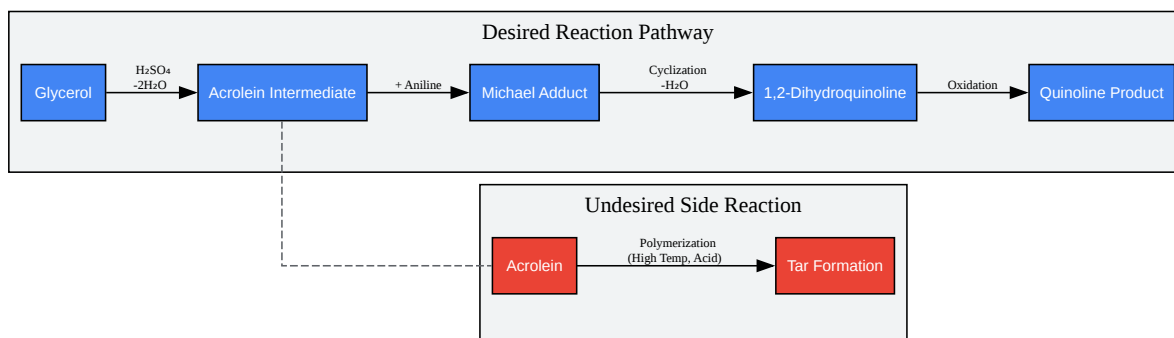 Desired Reaction Pathway
Glycerol
H₂SO₄
-2H₂O
Acrolein Intermediate
+ Aniline
Michael Adduct
Cyclization
-H₂O
1,2-Dihydroquinoline
Oxidation
Quinoline Product
Undesired Side Reaction
Acrolein
Polymerization
(High Temp, Acid)
Tar Formation